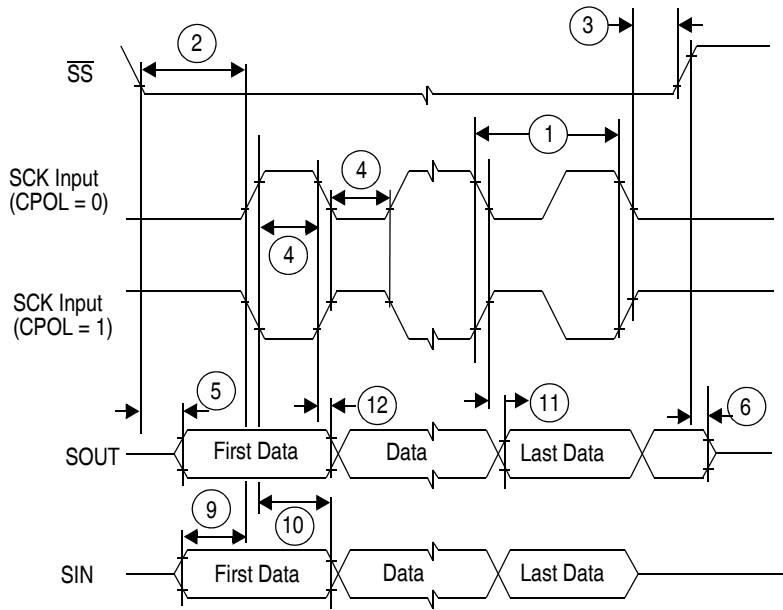 2
3
S̅S̅
1
SCK Input
(CPOL = 0)
4
4
SCK Input
(CPOL = 1)
5
12
11
6
SOUT
First Data
Data
Last Data
9
10
SIN
First Data
Data
Last Data